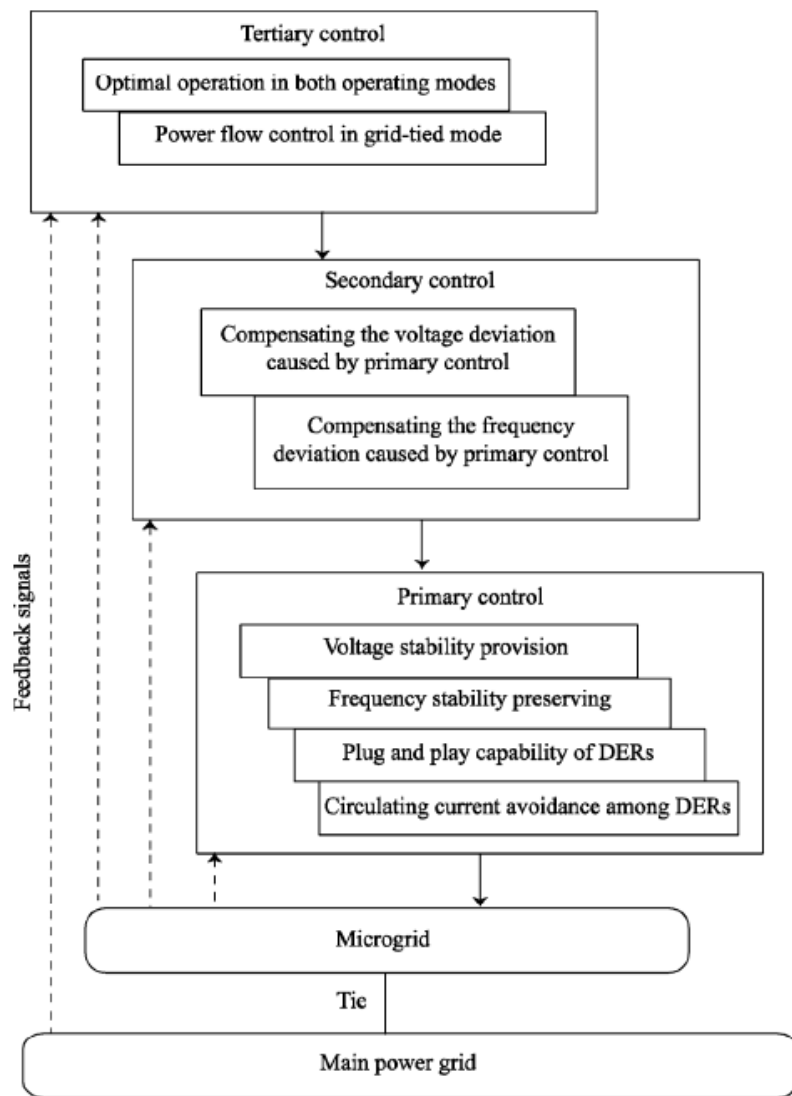 Tertiary control
Optimal operation in both operating modes
Power flow control in grid-tied mode
Secondary control
Compensating the voltage deviation
caused by primary control
Compensating the frequency
deviation caused by primary control
Primary control
Voltage stability provision
Frequency stability preserving
Plug and play capability of DERs
Circulating current avoidance among DERs
Feedback signals
Microgrid
Tie
Main power grid